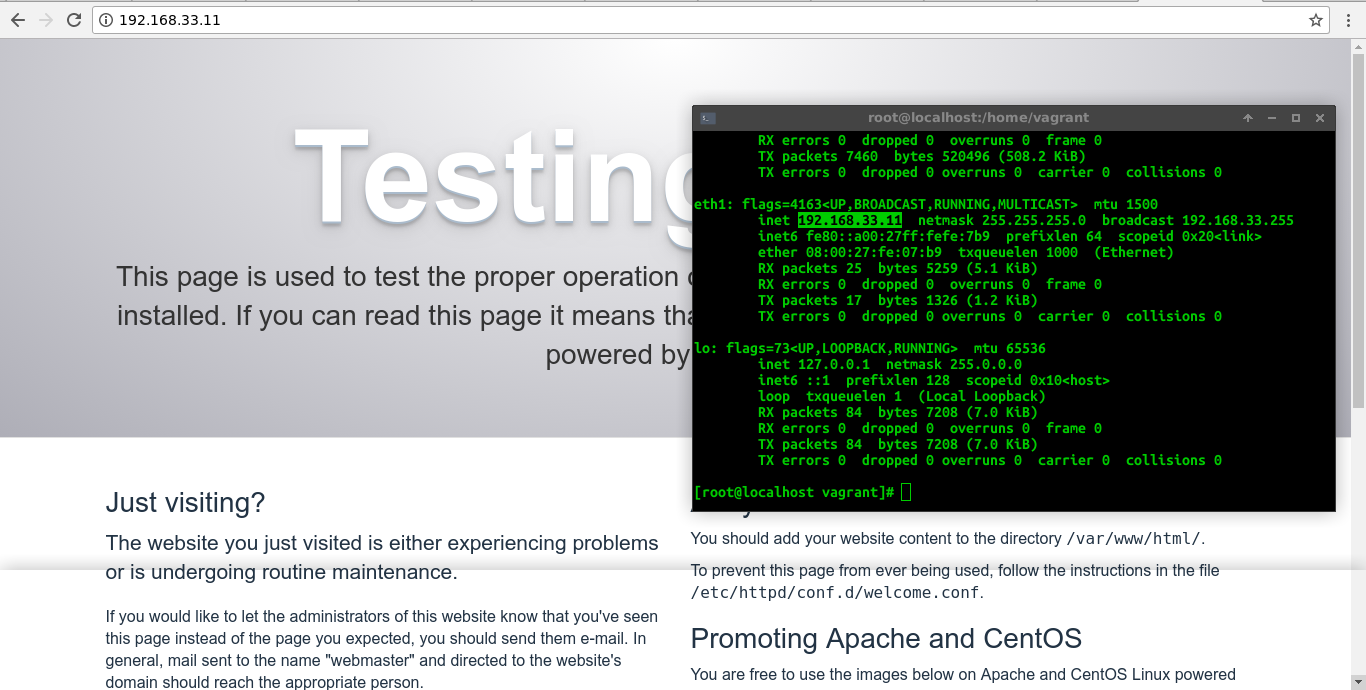 192.168.33.11
Testing
This page is used to test the proper operation
installed. If you can read this page it means
powered by
root@localhost:/home/vagrant
RX errors 0 dropped 0 overruns 0 frame 0
TX packets 7460 bytes 520496 (508.2 KiB)
TX errors 0 dropped 0 overruns 0 carrier 0 collisions 0
eth1: flags=4163<UP,BROADCAST,RUNNING,MULTICAST> mtu 1500
inet 192.168.33.11 netmask 255.255.255.0 broadcast 192.168.33.255
inet6 fe80::a00:27ff:fefe:7b9 prefixlen 64 scopeid 0x20<link>
ether 08:00:27:fe:07:b9 txqueuelen 1000 (Ethernet)
RX packets 25 bytes 5259 (5.1 KiB)
RX errors 0 dropped 0 overruns 0 frame 0
TX packets 17 bytes 1326 (1.2 KiB)
TX errors 0 dropped 0 overruns 0 carrier 0 collisions 0
lo: flags=73<UP,LOOPBACK,RUNNING> mtu 65536
inet 127.0.0.1 netmask 255.0.0.0
inet6 ::1 prefixlen 128 scopeid 0x10<host>
loop txqueuelen 1 (Local Loopback)
RX packets 84 bytes 7208 (7.0 KiB)
RX errors 0 dropped 0 overruns 0 frame 0
TX packets 84 bytes 7208 (7.0 KiB)
TX errors 0 dropped 0 overruns 0 carrier 0 collisions 0
[root@localhost vagrant]#
Just visiting?
The website you just visited is either experiencing problems
or is undergoing routine maintenance.
If you would like to let the administrators of this website know that you've seen
this page instead of the page you expected, you should send them e-mail. In
general, mail sent to the name "webmaster" and directed to the website's
domain should reach the appropriate person.
You should add your website content to the directory /var/www/html/.
To prevent this page from ever being used, follow the instructions in the file
/etc/httpd/conf.d/welcome.conf.
Promoting Apache and CentOS
You are free to use the images below on Apache and CentOS Linux powered